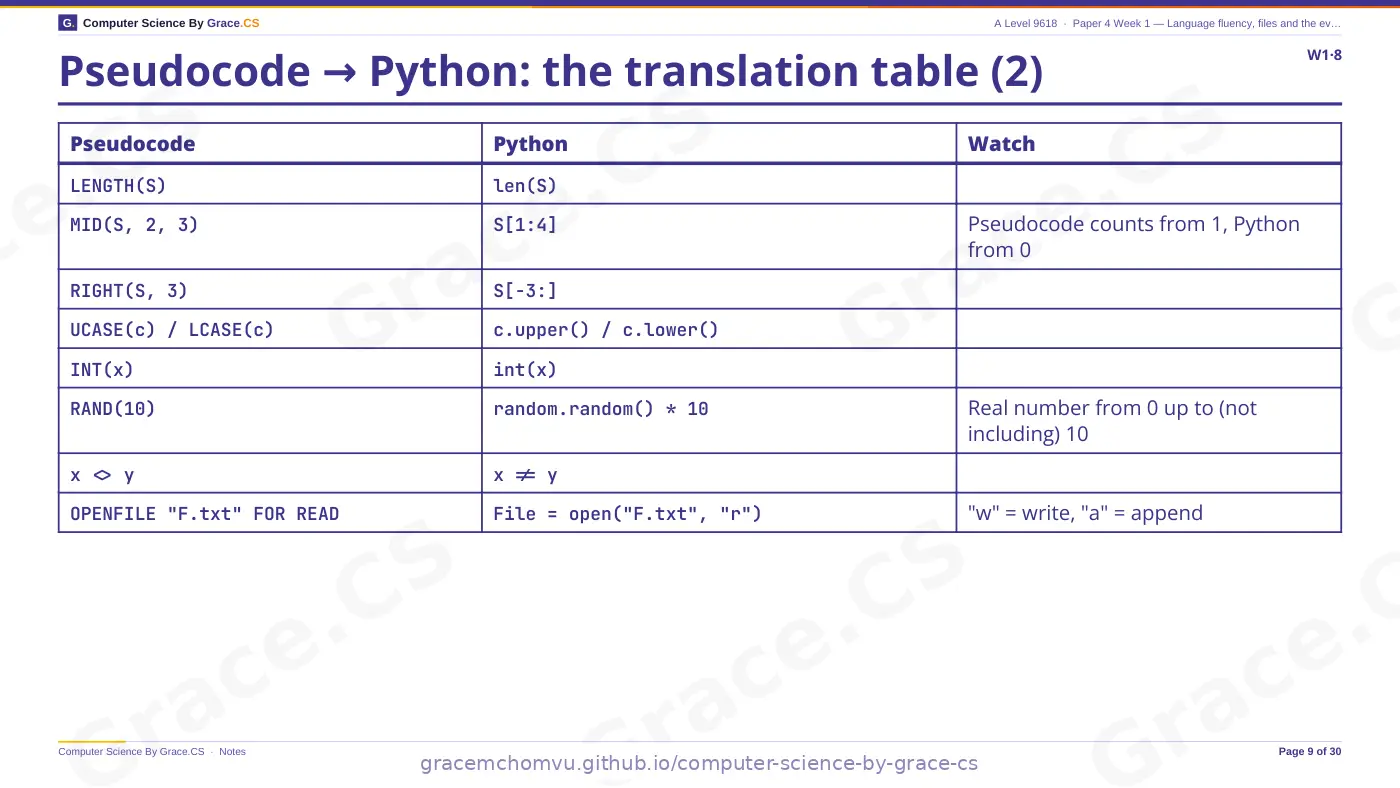 G. Computer Science By Grace.CS
A Level 9618 · Paper 4 Week 1 — Language fluency, files and the ev…
Pseudocode → Python: the translation table (2)
W1·8
Pseudocode Python Watch
LENGTH(S) len(S)
MID(S, 2, 3) S[1:4] Pseudocode counts from 1, Python
from 0
RIGHT(S, 3) S[-3:]
UCASE(c) / LCASE(c) c.upper() / c.lower()
INT(x) int(x)
RAND(10) random.random() * 10 Real number from 0 up to (not
including) 10
x <> y x != y
OPENFILE "F.txt" FOR READ File = open("F.txt", "r") "w" = write, "a" = append
Computer Science By Grace.CS · Notes
Page 9 of 30
gracemchomvu.github.io/computer-science-by-grace-cs
Grace.CS